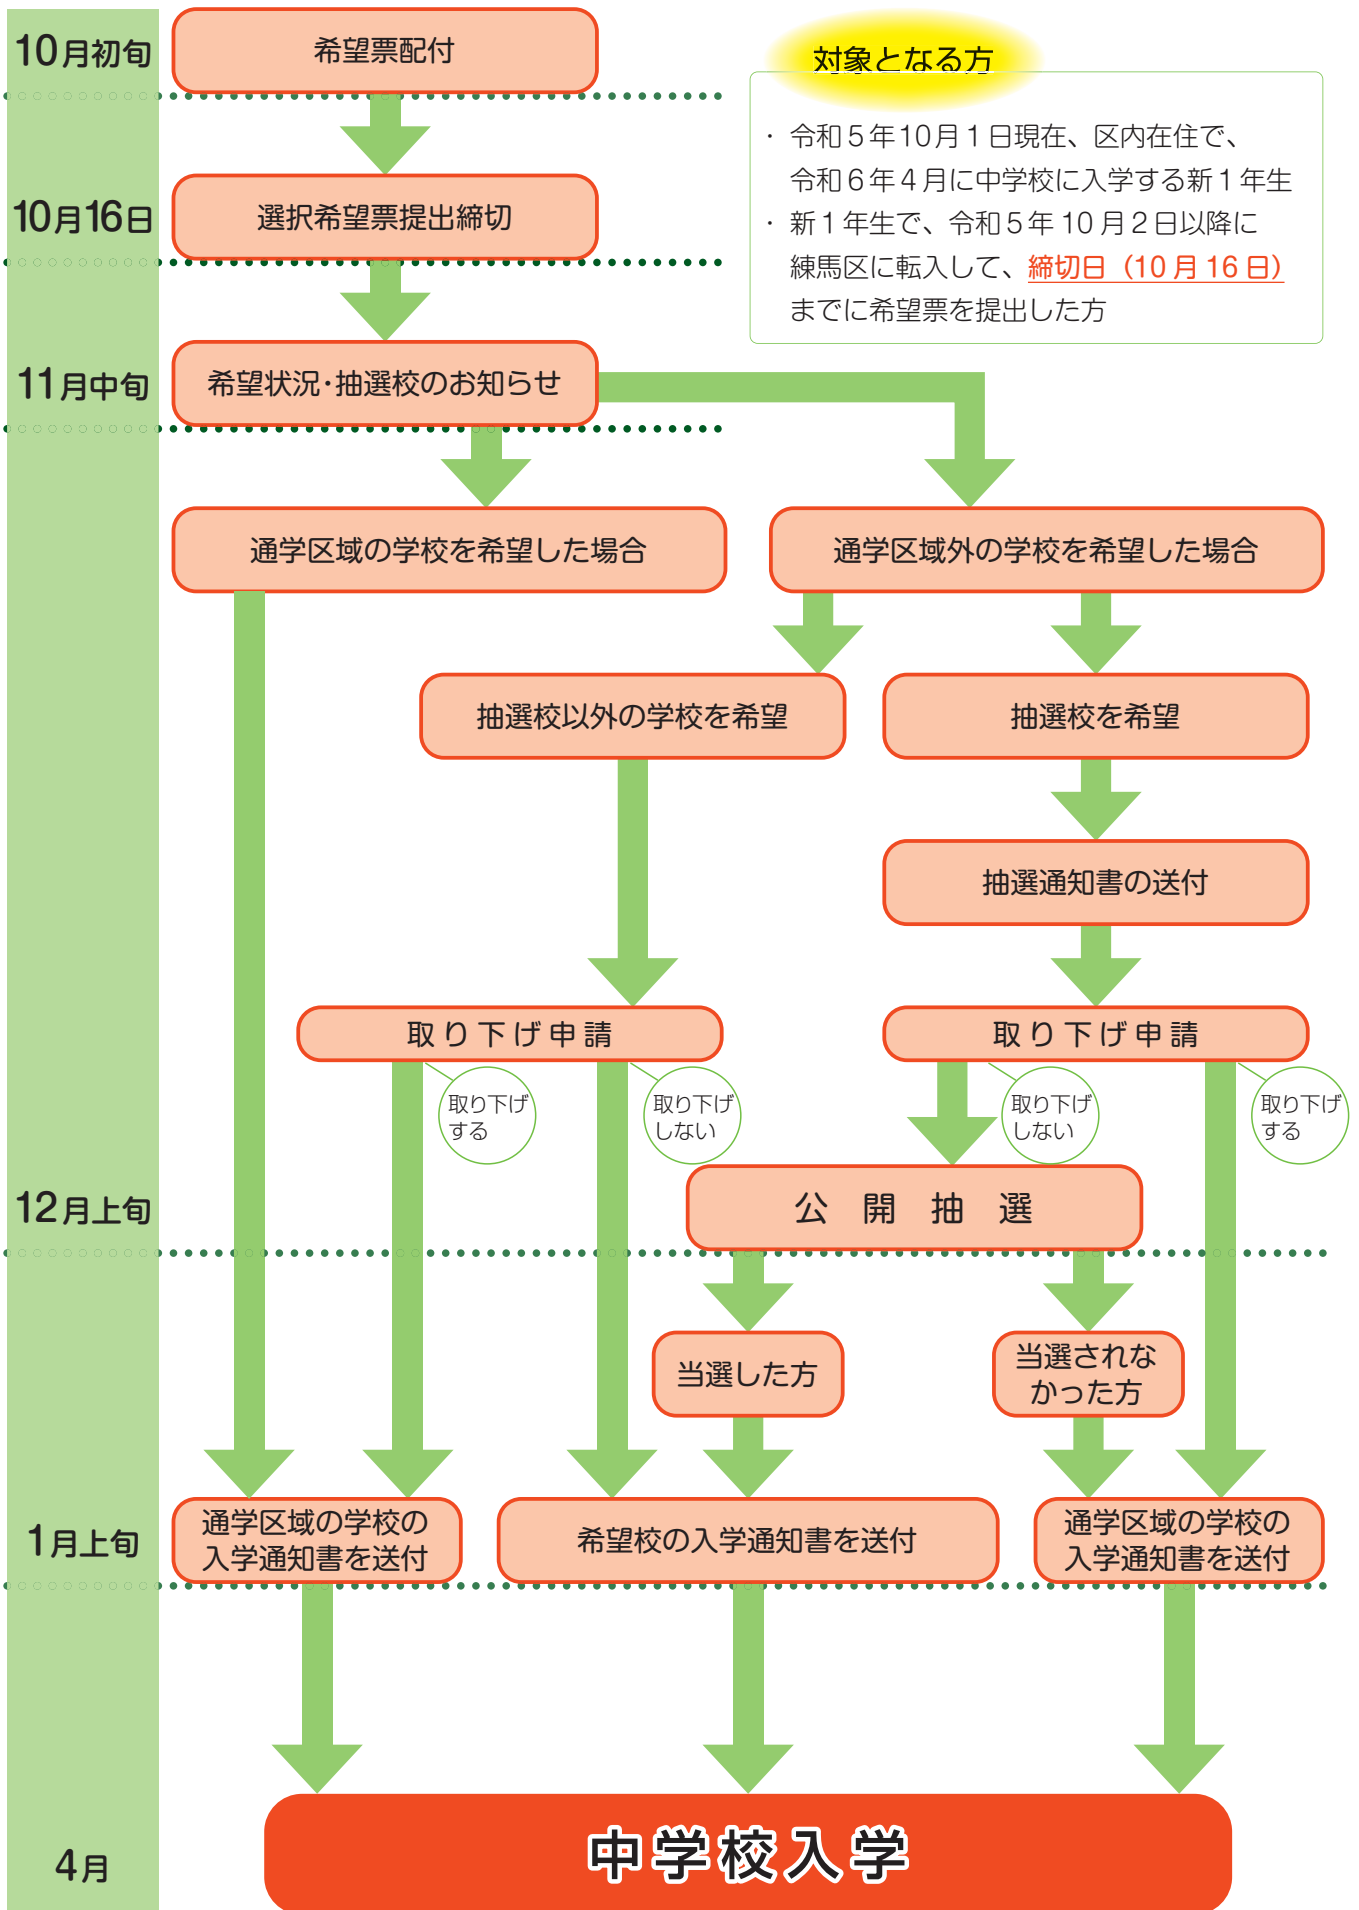 10月初旬
希望票配付
対象となる方
・ 令和５年10月１日現在、区内在住で、
令和６年４月に中学校に入学する新１年生
・ 新１年生で、令和５年 10 月２日以降に
練馬区に転入して、締切日（10 月 16 日）
までに希望票を提出した方
10月16日
選択希望票提出締切
11月中旬
希望状況・抽選校のお知らせ
通学区域の学校を希望した場合
通学区域外の学校を希望した場合
抽選校以外の学校を希望
抽選校を希望
抽選通知書の送付
取り下げ申請
取り下げ申請
取り下げ
する
取り下げ
しない
取り下げ
しない
取り下げ
する
12月上旬
公開抽選
当選した方
当選されな
かった方
1月上旬
通学区域の学校の
入学通知書を送付
希望校の入学通知書を送付
通学区域の学校の
入学通知書を送付
4月
中学校入学